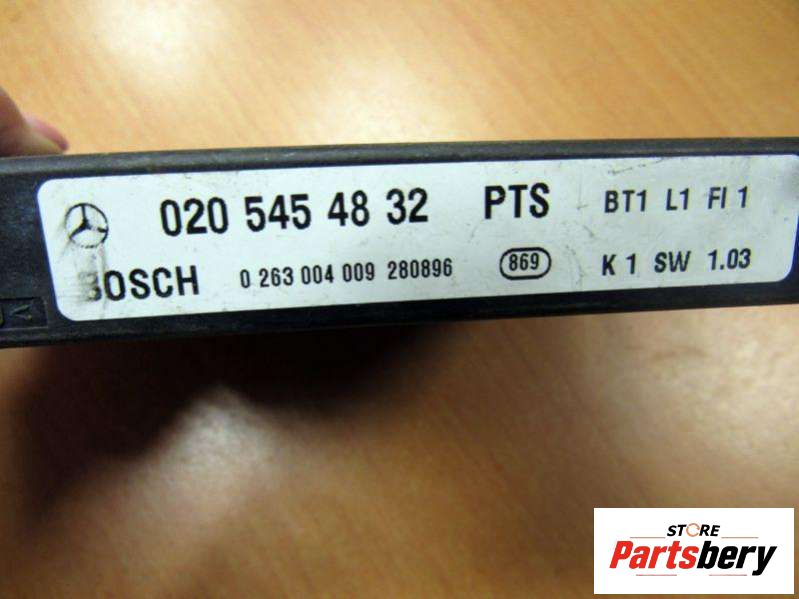 020 545 48 32 PTS BT1 L1 FI 1
BOSCH 0 263 004 009 280896 869 K 1 SW 1.03
STORE
Partsbery